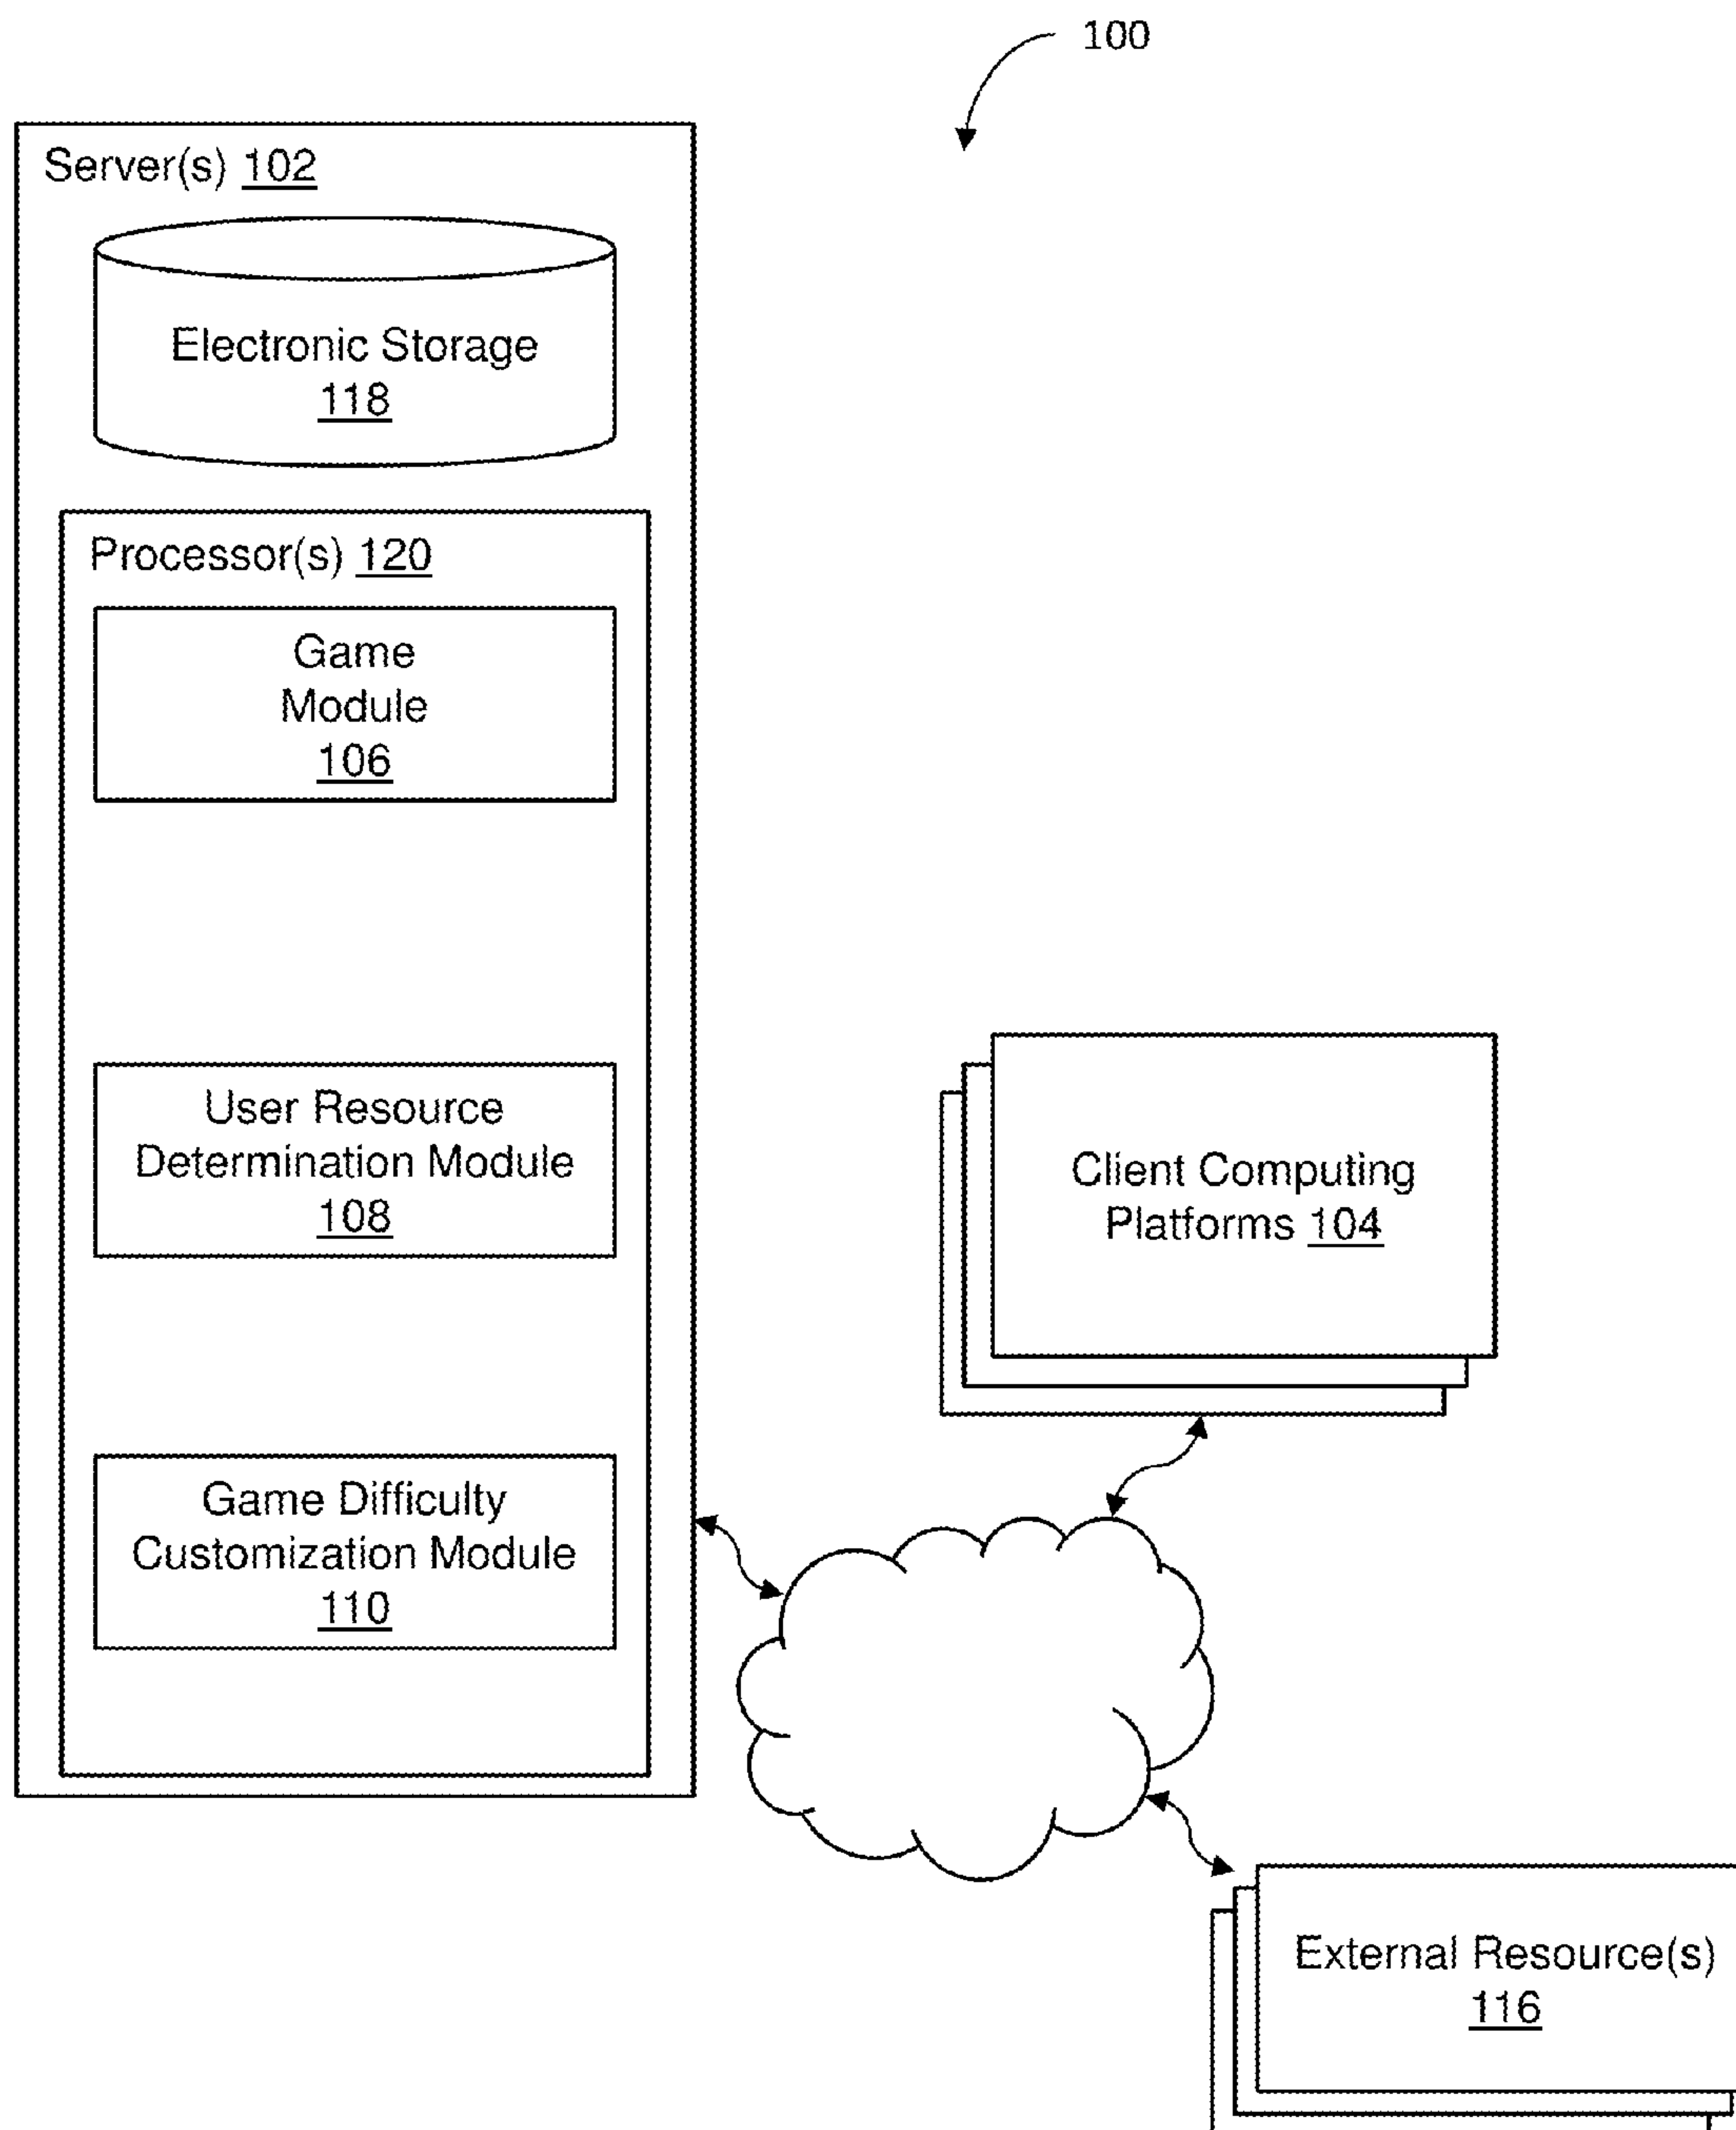 100
Server(s) 102
Electronic Storage
118
Processor(s) 120
Game
Module
106
User Resource
Determination Module
108
Client Computing
Platforms 104
Game Difficulty
Customization Module
110
External Resource(s)
116